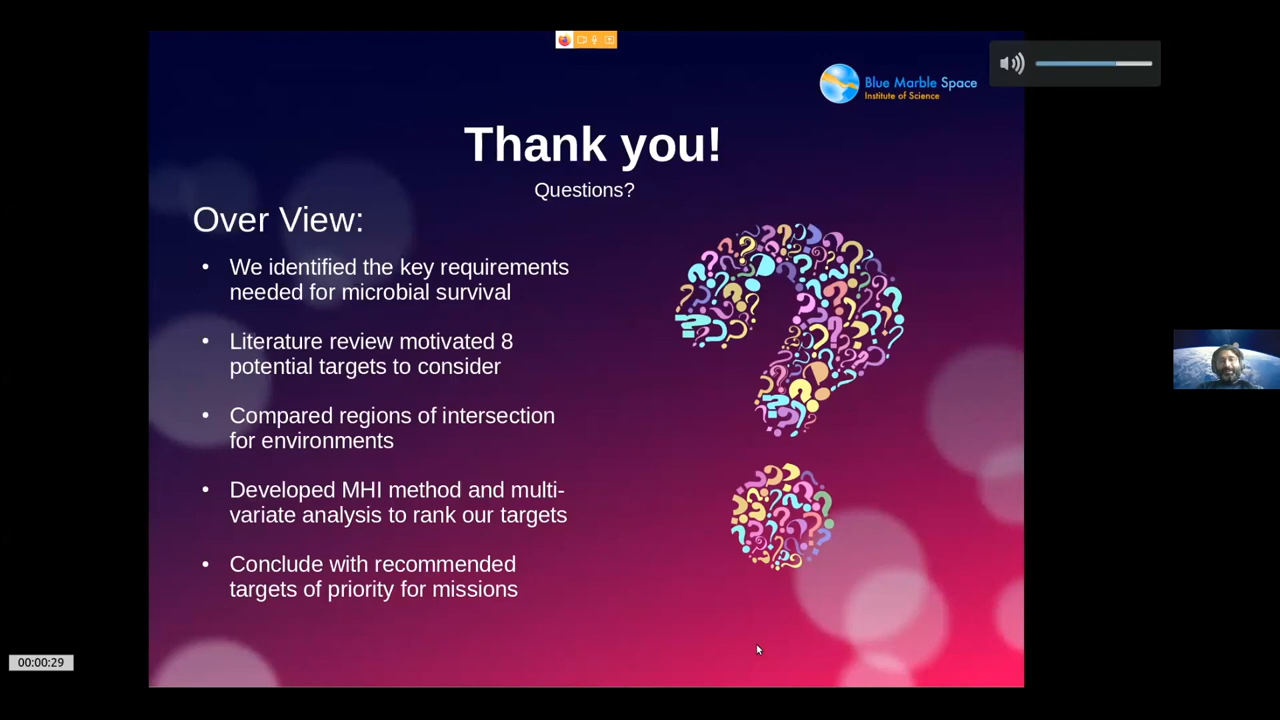 Blue Marble Space
Institute of Science
Thank you!
Questions?
Over View:
• We identified the key requirements
needed for microbial survival
• Literature review motivated 8
potential targets to consider
• Compared regions of intersection
for environments
• Developed MHI method and multi-
variate analysis to rank our targets
• Conclude with recommended
targets of priority for missions
00:00:29